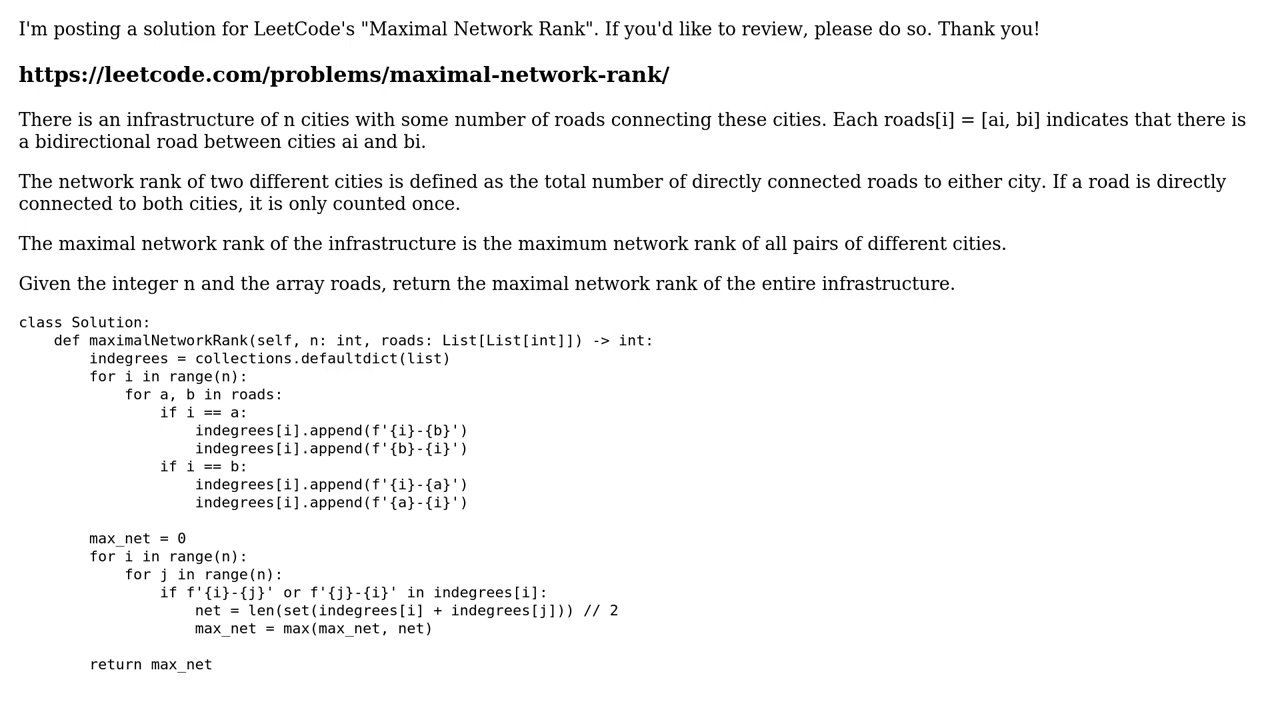 I'm posting a solution for LeetCode's "Maximal Network Rank". If you'd like to review, please do so. Thank you!
https://leetcode.com/problems/maximal-network-rank/
There is an infrastructure of n cities with some number of roads connecting these cities. Each roads[i] = [ai, bi] indicates that there is
a bidirectional road between cities ai and bi.
The network rank of two different cities is defined as the total number of directly connected roads to either city. If a road is directly
connected to both cities, it is only counted once.
The maximal network rank of the infrastructure is the maximum network rank of all pairs of different cities.
Given the integer n and the array roads, return the maximal network rank of the entire infrastructure.
class Solution:
    def maximalNetworkRank(self, n: int, roads: List[List[int]]) -> int:
        indegrees = collections.defaultdict(list)
        for i in range(n):
            for a, b in roads:
                if i == a:
                    indegrees[i].append(f'{i}-{b}')
                    indegrees[i].append(f'{b}-{i}')
                if i == b:
                    indegrees[i].append(f'{i}-{a}')
                    indegrees[i].append(f'{a}-{i}')
        max_net = 0
        for i in range(n):
            for j in range(n):
                if f'{i}-{j}' or f'{j}-{i}' in indegrees[i]:
                    net = len(set(indegrees[i] + indegrees[j])) // 2
                    max_net = max(max_net, net)
        return max_net